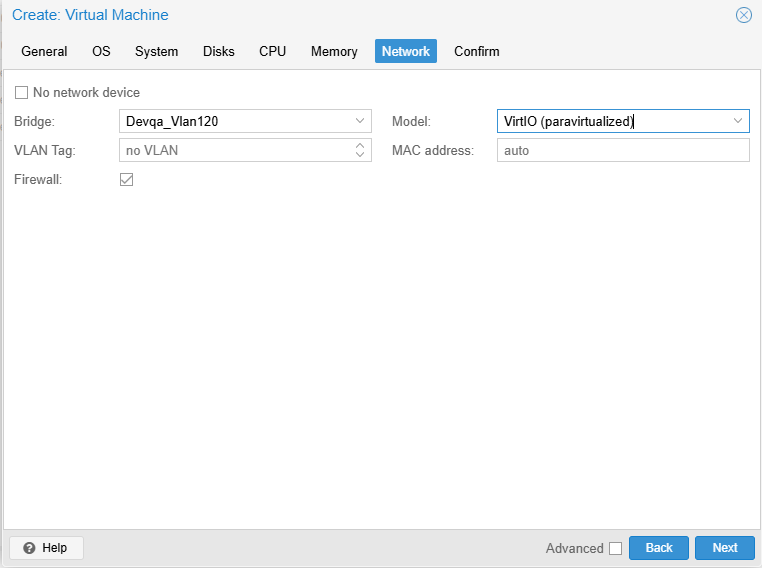 Create: Virtual Machine
General OS System Disks CPU Memory Network Confirm
No network device
Bridge: Devqa_Vlan120 Model: VirtIO (paravirtualized)
VLAN Tag: no VLAN MAC address: auto
Firewall:
? Help Advanced Back Next